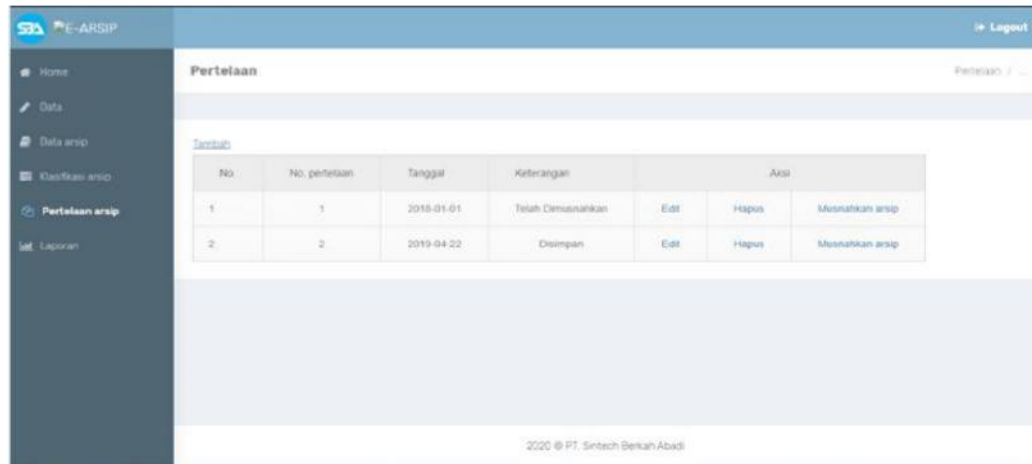 SBA E-ARSIP
Logout
Home
Data
Data arsip
Klasifikasi arsip
Pertelaan arsip
Laporan
Pertelaan
Pertelaan / ...
Tambah
No. No. pertelaan Tanggal Keterangan Aksi
1 1 2018-01-01 Telah Dimusnahkan Edit Hapus Musnahkan arsip
2 2 2019-04-22 Disimpan Edit Hapus Musnahkan arsip
2020 © PT. Sintech Berkah Abadi